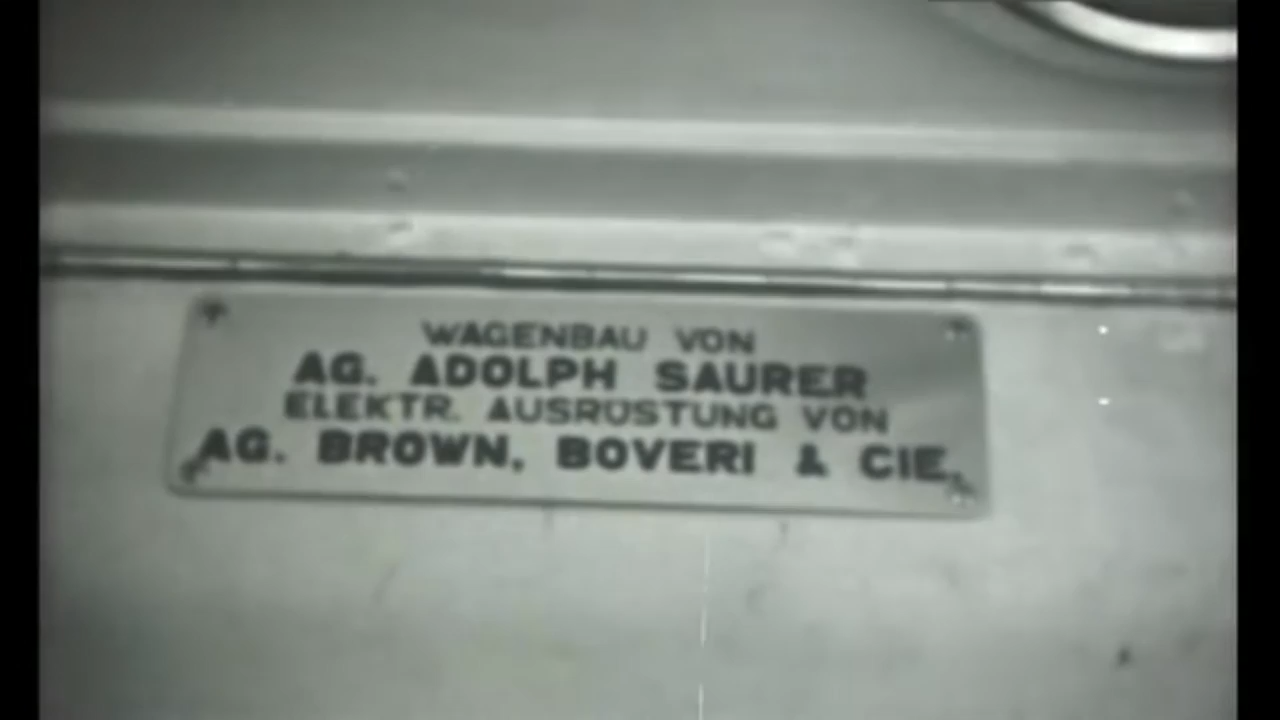 WAGENBAU VON
AG. ADOLPH SAURER
ELEKTR. AUSRÜSTUNG VON
AG. BROWN, BOVERI & CIE.